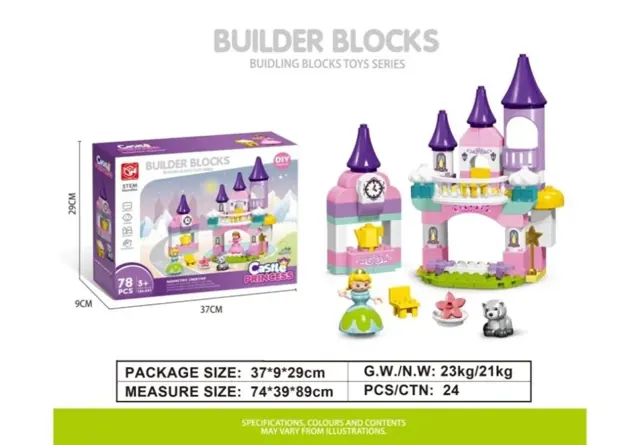 BUILDER BLOCKS
BUIDLING BLOCKS TOYS SERIES
BUILDER BLOCKS
DIY
STEM
Castle
PRINCESS
78
PCS
3+
29CM
9CM
37CM
PACKAGE SIZE: 37*9*29cm
G.W./N.W: 23kg/21kg
MEASURE SIZE: 74*39*89cm
PCS/CTN: 24
SPECIFICATIONS, COLOURS AND CONTENTS
MAY VARY FROM ILLUSTRATIONS.